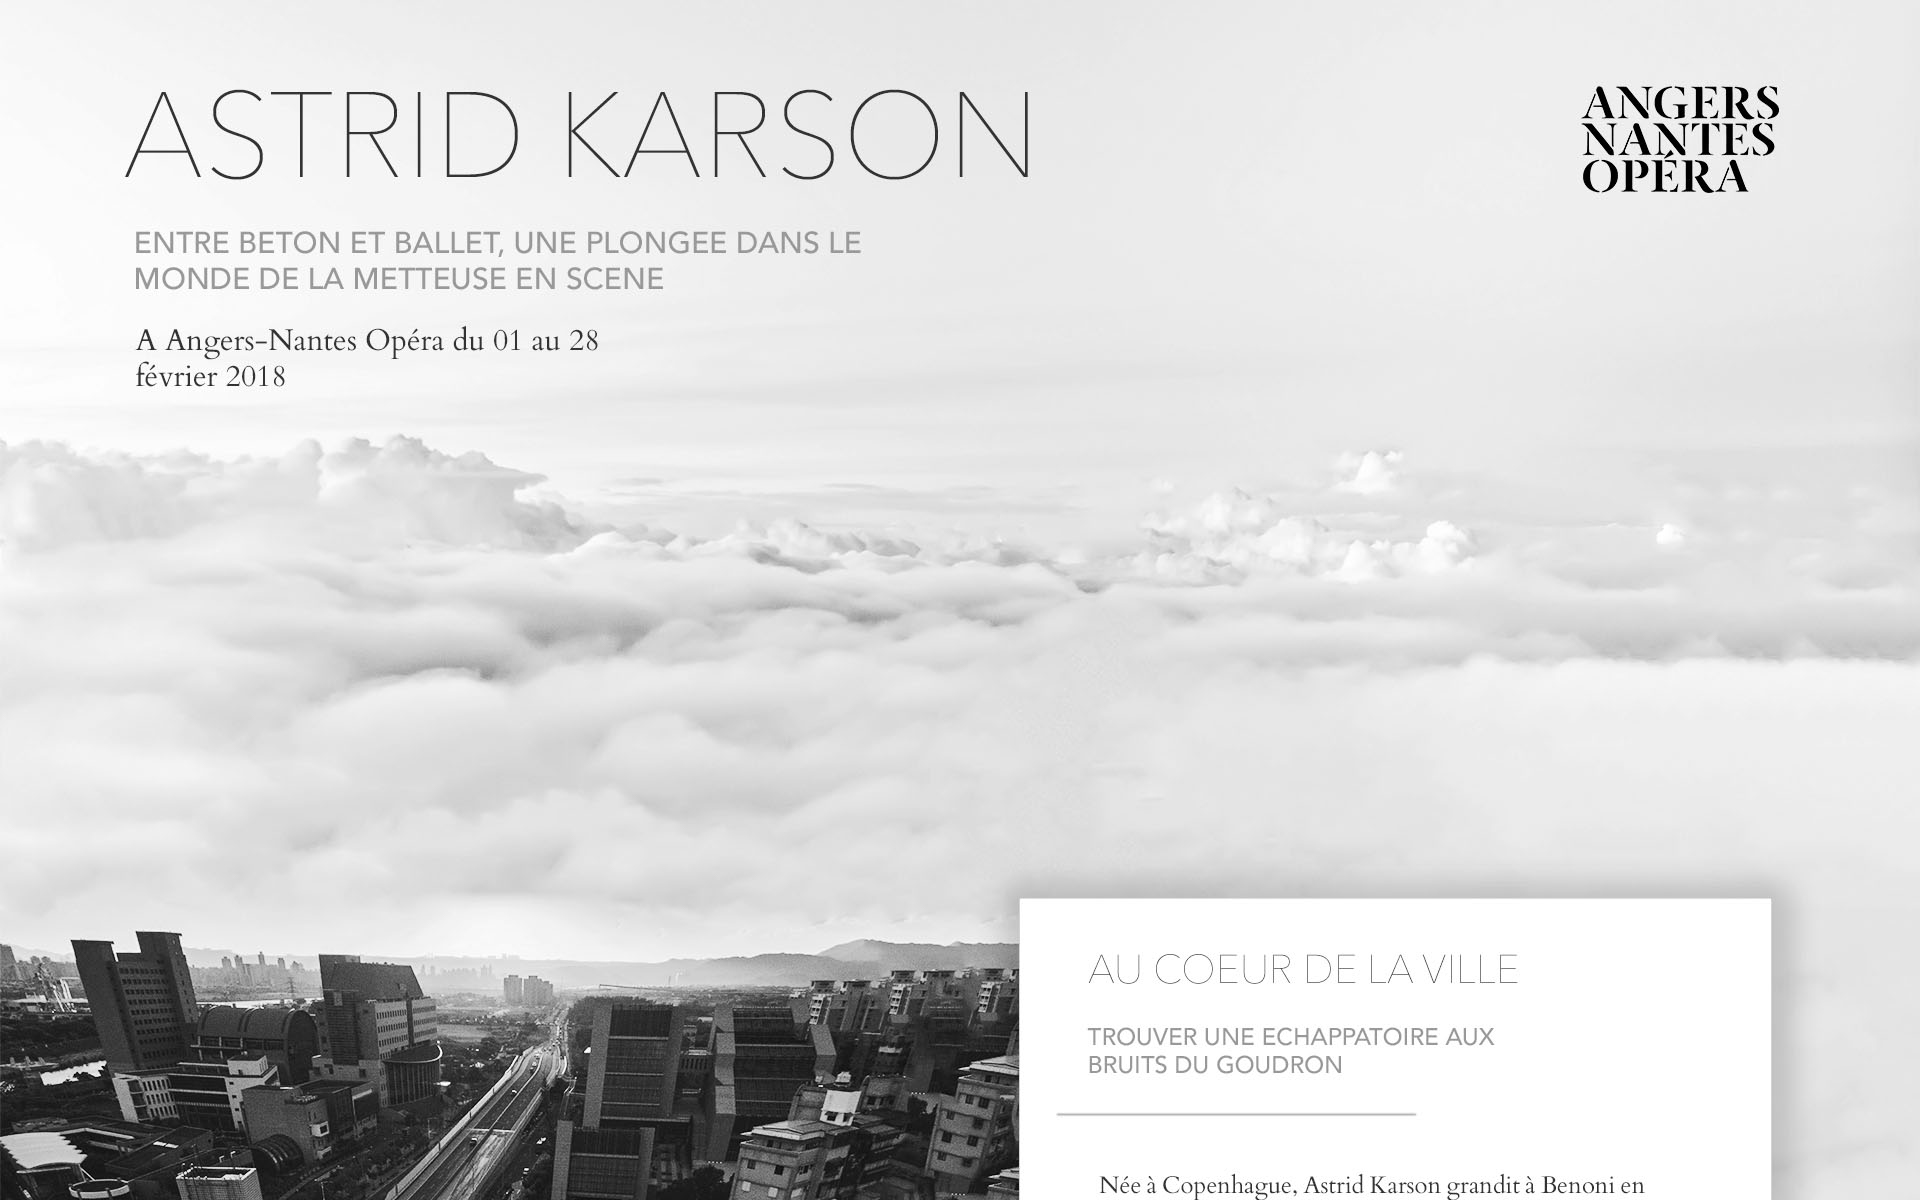 ASTRID KARSON
ANGERS
NANTES
OPÉRA
ENTRE BETON ET BALLET, UNE PLONGEE DANS LE
MONDE DE LA METTEUSE EN SCENE
A Angers-Nantes Opéra du 01 au 28
février 2018
AU COEUR DE LA VILLE
TROUVER UNE ECHAPPATOIRE AUX
BRUITS DU GOUDRON
Née à Copenhague, Astrid Karson grandit à Benoni en